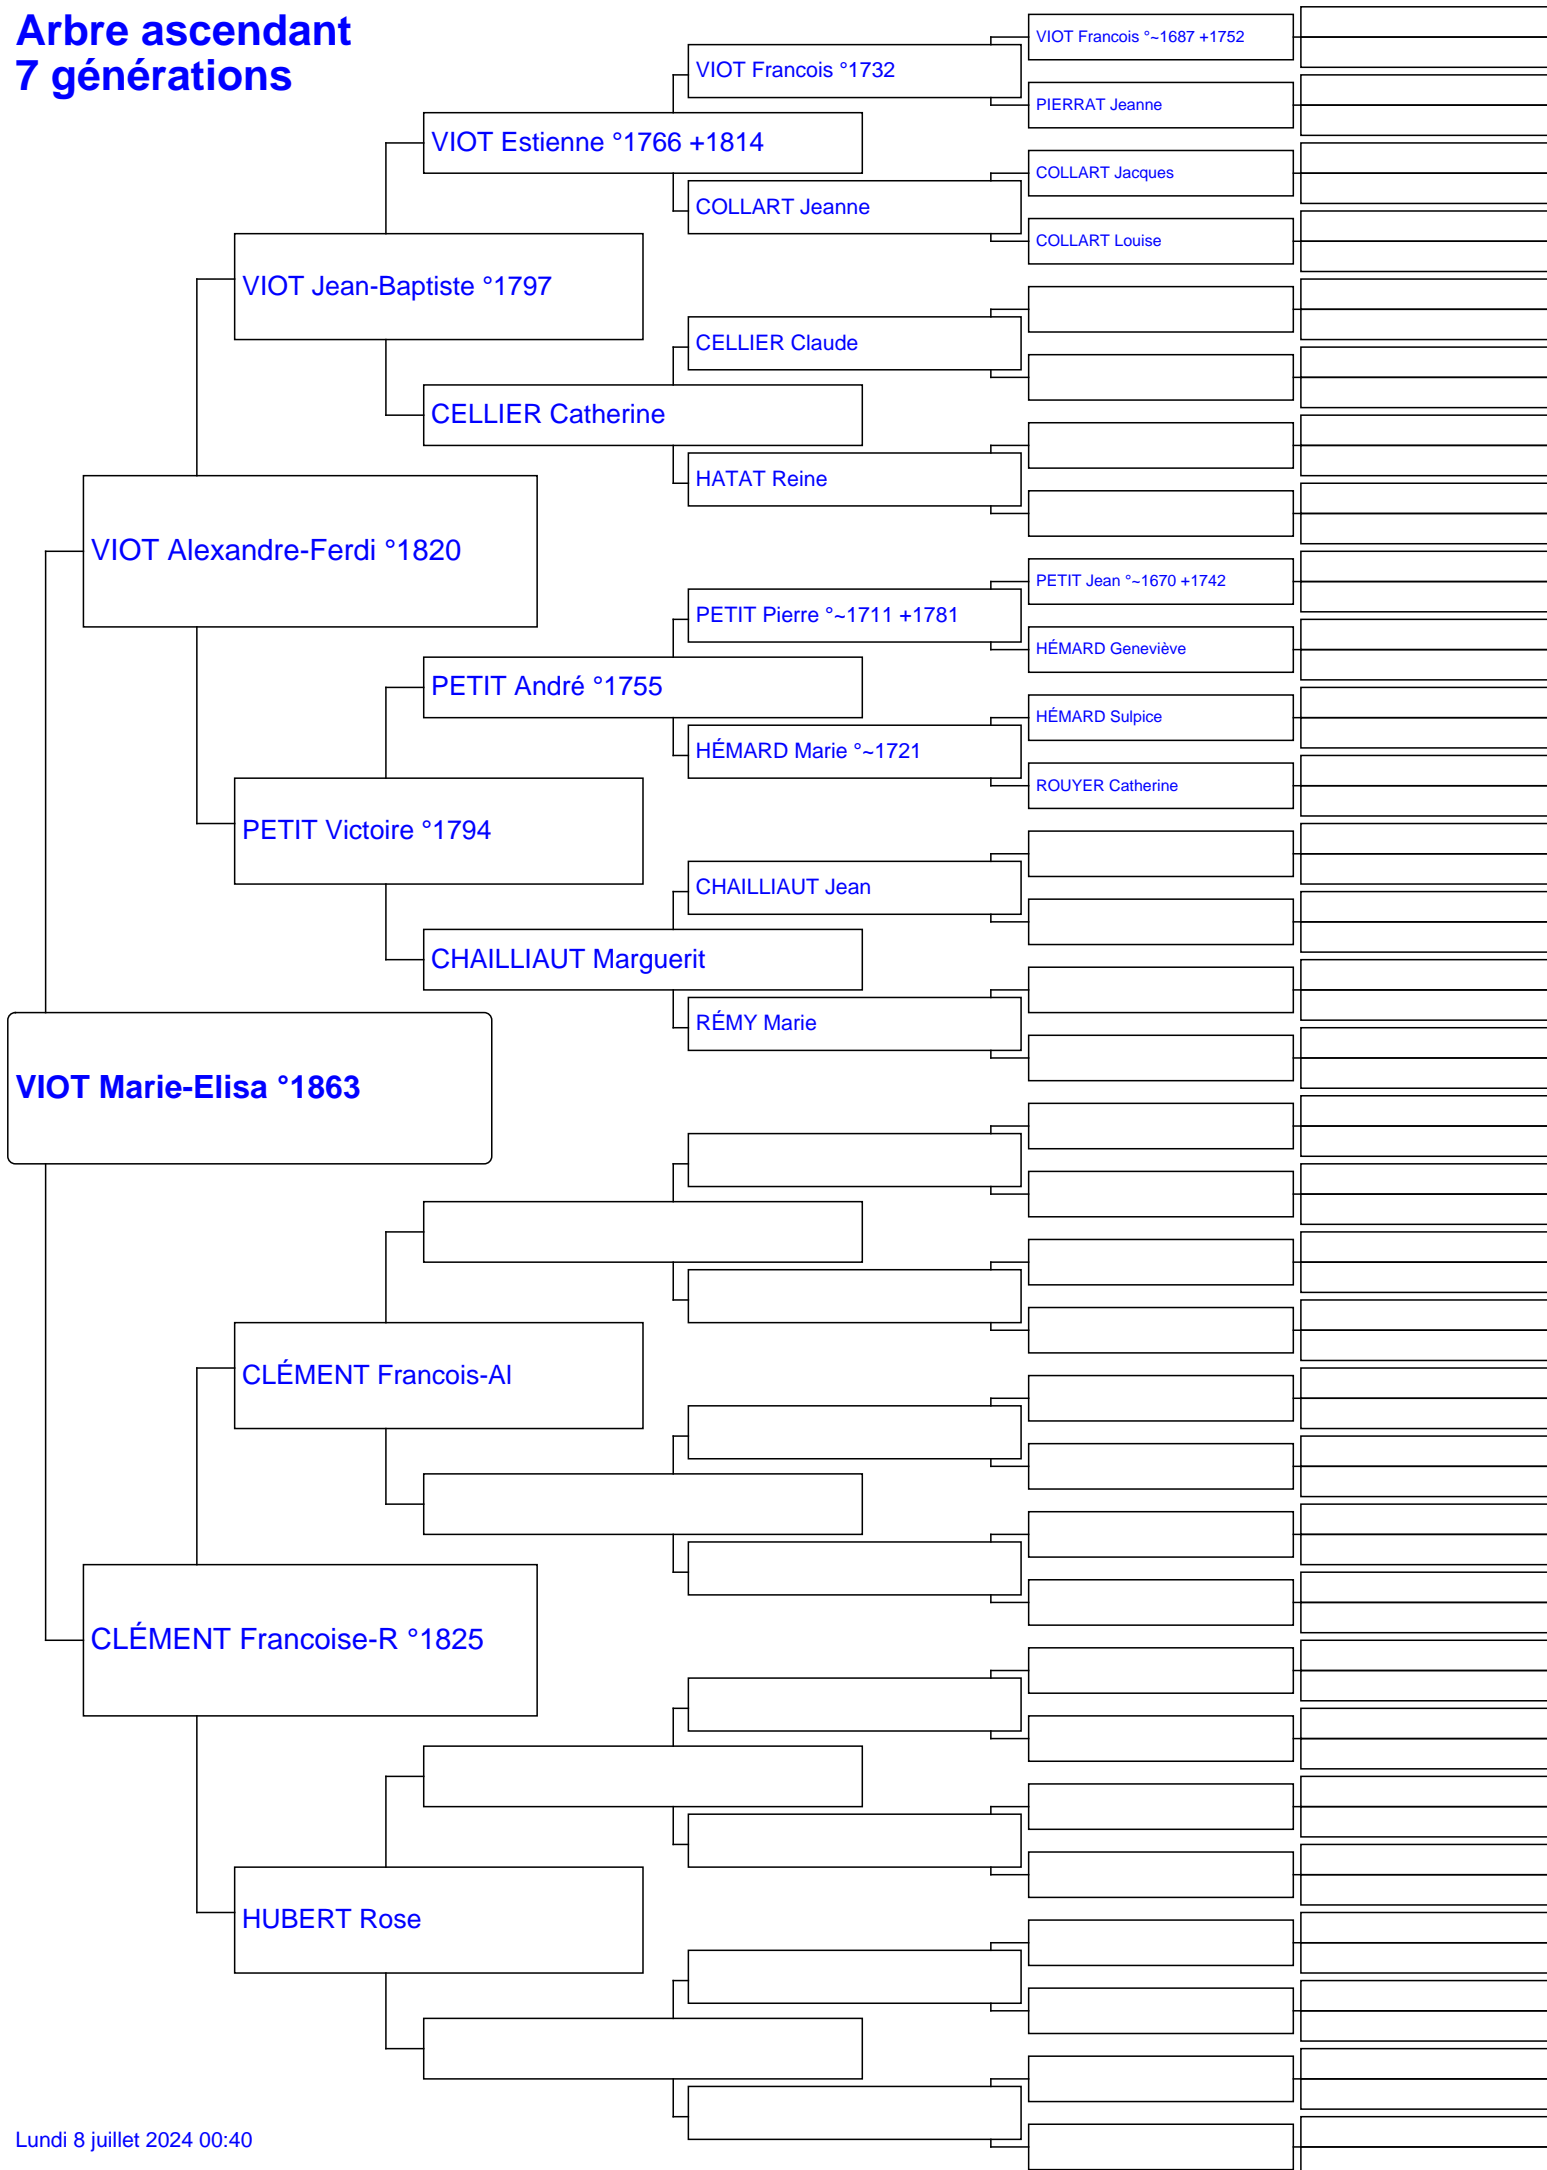 Arbre ascendant
7 générations
VIOT Francois °~1687 +1752
VIOT Francois °1732
PIERRAT Jeanne
VIOT Estienne °1766 +1814
COLLART Jacques
COLLART Jeanne
COLLART Louise
VIOT Jean-Baptiste °1797
CELLIER Claude
CELLIER Catherine
HATAT Reine
VIOT Alexandre-Ferdi °1820
PETIT Jean °~1670 +1742
PETIT Pierre °~1711 +1781
HÉMARD Geneviève
PETIT André °1755
HÉMARD Sulpice
HÉMARD Marie °~1721
ROUYER Catherine
PETIT Victoire °1794
CHAILLIAUT Jean
CHAILLIAUT Marguerit
RÉMY Marie
VIOT Marie-Elisa °1863
CLÉMENT Francois-Al
CLÉMENT Francoise-R °1825
HUBERT Rose
Lundi 8 juillet 2024 00:40